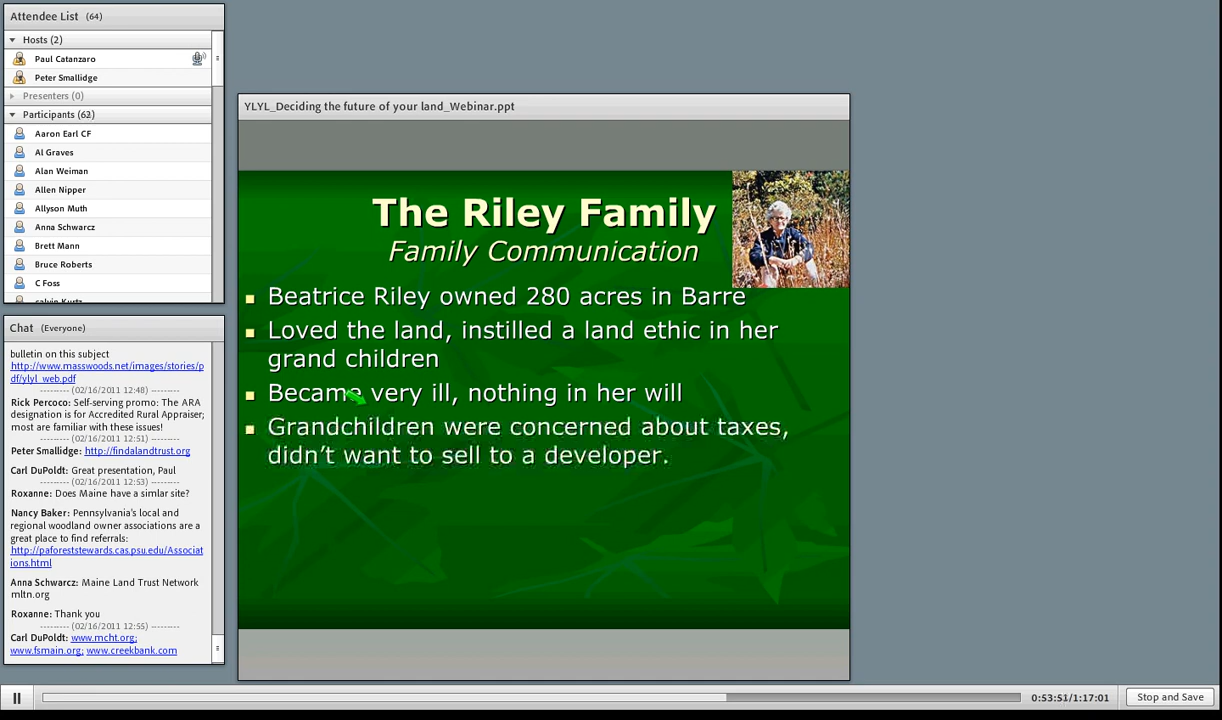 Attendee List (64)
Hosts (2)
Paul Catanzaro
Peter Smallidge
Presenters (0)
Participants (62)
Aaron Earl CF
Al Graves
Alan Weiman
Allen Nipper
Allyson Muth
Anna Schwarcz
Brett Mann
Bruce Roberts
C Foss
calvin Kurtz
Chat (Everyone)
bulletin on this subject
http://www.masswoods.net/images/stories/p
df/ylyl_web.pdf
--------- (02/16/2011 12:48) ---------
Rick Percoco: Self-serving promo: The ARA
designation is for Accredited Rural Appraiser;
most are familiar with these issues!
--------- (02/16/2011 12:51) ---------
Peter Smallidge: http://findalandtrust.org
Carl DuPoldt: Great presentation, Paul
--------- (02/16/2011 12:53) ---------
Roxanne: Does Maine have a simlar site?
Nancy Baker: Pennsylvania's local and
regional woodland owner associations are a
great place to find referrals:
http://paforeststewards.cas.psu.edu/Associat
ions.html
Anna Schwarcz: Maine Land Trust Network
mltn.org
Roxanne: Thank you
--------- (02/16/2011 12:55) ---------
Carl DuPoldt: www.mcht.org;
www.fsmain.org; www.creekbank.com
YLYL_Deciding the future of your land_Webinar.ppt
The Riley Family
Family Communication
Beatrice Riley owned 280 acres in Barre
Loved the land, instilled a land ethic in her
grand children
Became very ill, nothing in her will
Grandchildren were concerned about taxes,
didn't want to sell to a developer.
0:53:51/1:17:01
Stop and Save